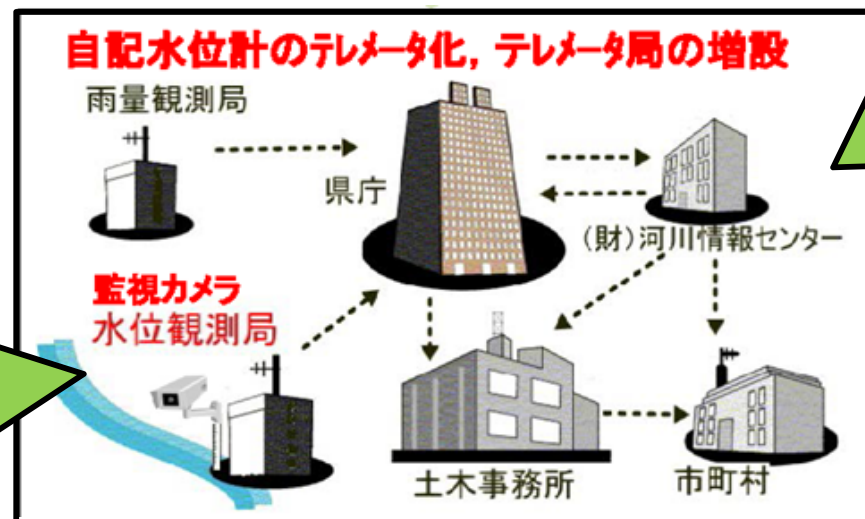 自記水位計のテレメータ化，テレメータ局の増設
雨量観測局
県庁
(財)河川情報センター
監視カメラ
水位観測局
土木事務所
市町村